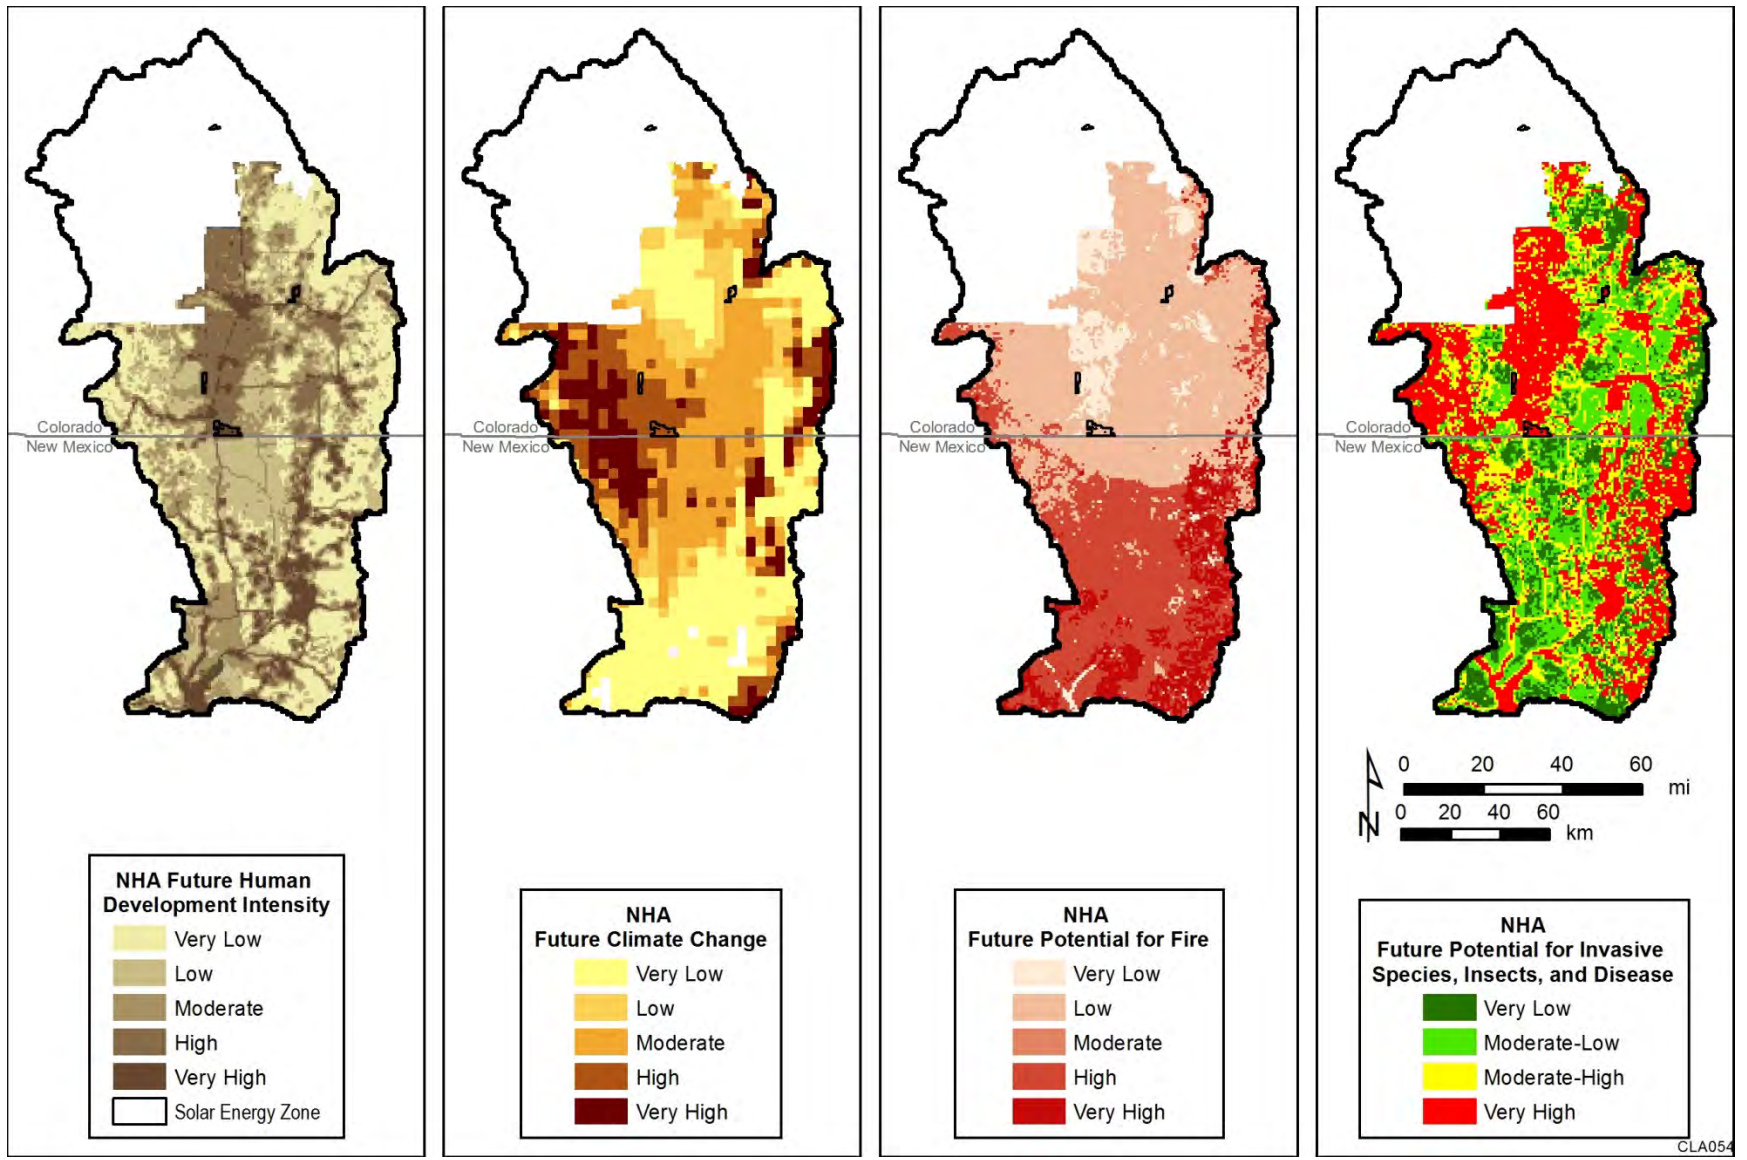 Colorado
New Mexico
Colorado
New Mexico
Colorado
New Mexico
Colorado
New Mexico
NHA Future Human
Development Intensity
Very Low
Low
Moderate
High
Very High
Solar Energy Zone
NHA
Future Climate Change
Very Low
Low
Moderate
High
Very High
NHA
Future Potential for Fire
Very Low
Low
Moderate
High
Very High
0 20 40 60
mi
0 20 40 60
km
N
NHA
Future Potential for Invasive
Species, Insects, and Disease
Very Low
Moderate-Low
Moderate-High
Very High
CLA054